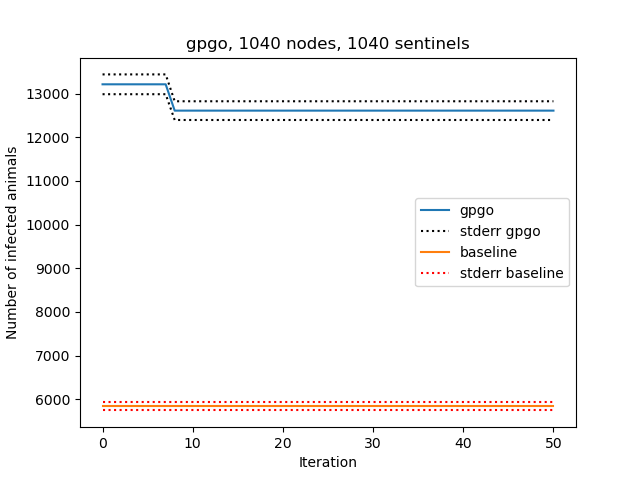 gpgo, 1040 nodes, 1040 sentinels
Number of infected animals
13000
12000
11000
10000
9000
8000
7000
6000
gpgo
stderr gpgo
baseline
stderr baseline
0 10 20 30 40 50
Iteration